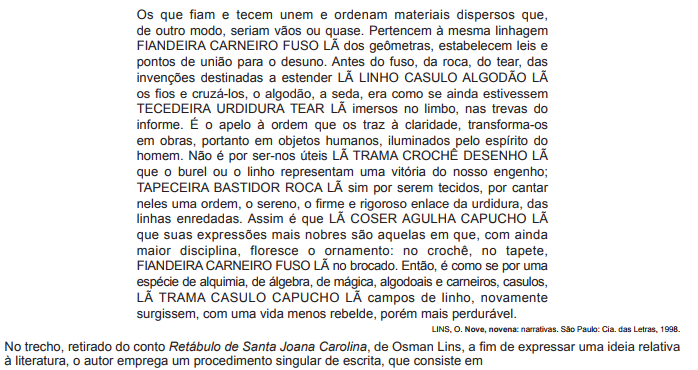 Os que fiam e tecem unem e ordenam materiais dispersos que,
de outro modo, seriam vãos ou quase. Pertencem à mesma linhagem
FIANDEIRA CARNEIRO FUSO LÃ dos geômetras, estabelecem leis e
pontos de união para o desuno. Antes do fuso, da roca, do tear, das
invenções destinadas a estender LÃ LINHO CASULO ALGODÃO LÃ
os fios e cruzá-los, o algodão, a seda, era como se ainda estivessem
TECEDEIRA URDIDURA TEAR LÃ imersos no limbo, nas trevas do
informe. É o apelo à ordem que os traz à claridade, transforma-os
em obras, portanto em objetos humanos, iluminados pelo espírito do
homem. Não é por ser-nos úteis LÃ TRAMA CROCHÊ DESENHO LÃ
que o burel ou o linho representam uma vitória do nosso engenho;
TAPECEIRA BASTIDOR ROCA LÃ sim por serem tecidos, por cantar
neles uma ordem, o sereno, o firme e rigoroso enlace da urdidura, das
linhas enredadas. Assim é que LÃ COSER AGULHA CAPUCHO LÃ
que suas expressões mais nobres são aquelas em que, com ainda
maior disciplina, floresce o ornamento: no crochê, no tapete,
FIANDEIRA CARNEIRO FUSO LÃ no brocado. Então, é como se por uma
espécie de alquimia, de álgebra, de mágica, algodoais e carneiros, casulos,
LÃ TRAMA CASULO CAPUCHO LÃ campos de linho, novamente
surgissem, com uma vida menos rebelde, porém mais perdurável.
LINS, O. Nove, novena: narrativas. São Paulo: Cia. das Letras, 1998.
No trecho, retirado do conto Retábulo de Santa Joana Carolina, de Osman Lins, a fim de expressar uma ideia relativa
à literatura, o autor emprega um procedimento singular de escrita, que consiste em